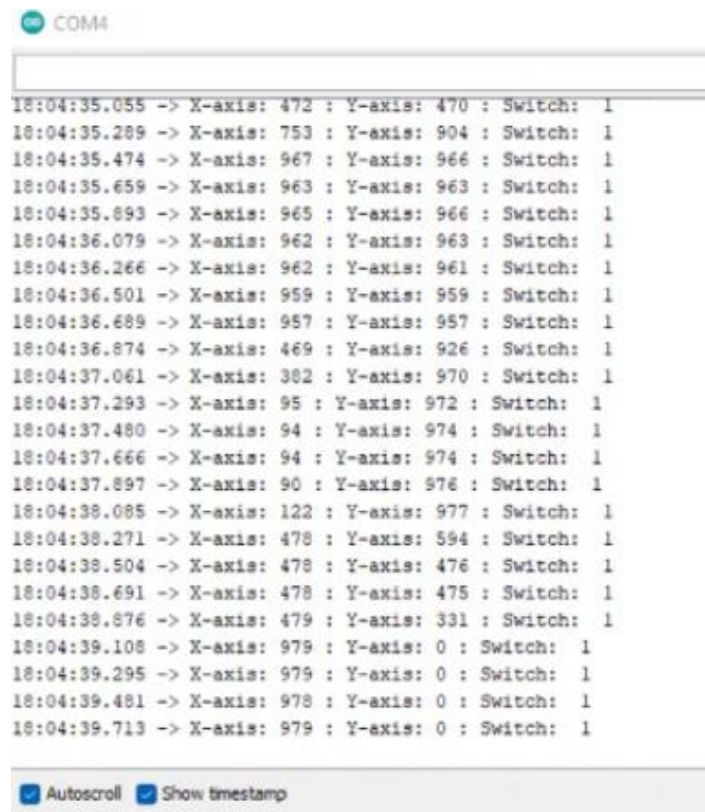 COM4
18:04:35.055 -> X-axis: 472 : Y-axis: 470 : Switch:  1
18:04:35.289 -> X-axis: 753 : Y-axis: 904 : Switch:  1
18:04:35.474 -> X-axis: 967 : Y-axis: 966 : Switch:  1
18:04:35.659 -> X-axis: 963 : Y-axis: 963 : Switch:  1
18:04:35.893 -> X-axis: 965 : Y-axis: 966 : Switch:  1
18:04:36.079 -> X-axis: 962 : Y-axis: 963 : Switch:  1
18:04:36.266 -> X-axis: 962 : Y-axis: 961 : Switch:  1
18:04:36.501 -> X-axis: 959 : Y-axis: 959 : Switch:  1
18:04:36.689 -> X-axis: 957 : Y-axis: 957 : Switch:  1
18:04:36.874 -> X-axis: 469 : Y-axis: 926 : Switch:  1
18:04:37.061 -> X-axis: 382 : Y-axis: 970 : Switch:  1
18:04:37.293 -> X-axis: 95 : Y-axis: 972 : Switch:  1
18:04:37.480 -> X-axis: 94 : Y-axis: 974 : Switch:  1
18:04:37.666 -> X-axis: 94 : Y-axis: 974 : Switch:  1
18:04:37.897 -> X-axis: 90 : Y-axis: 976 : Switch:  1
18:04:38.085 -> X-axis: 122 : Y-axis: 977 : Switch:  1
18:04:38.271 -> X-axis: 478 : Y-axis: 594 : Switch:  1
18:04:38.504 -> X-axis: 478 : Y-axis: 476 : Switch:  1
18:04:38.691 -> X-axis: 478 : Y-axis: 475 : Switch:  1
18:04:38.876 -> X-axis: 479 : Y-axis: 331 : Switch:  1
18:04:39.108 -> X-axis: 979 : Y-axis: 0 : Switch:  1
18:04:39.295 -> X-axis: 979 : Y-axis: 0 : Switch:  1
18:04:39.481 -> X-axis: 978 : Y-axis: 0 : Switch:  1
18:04:39.713 -> X-axis: 979 : Y-axis: 0 : Switch:  1
Autoscroll Show timestamp